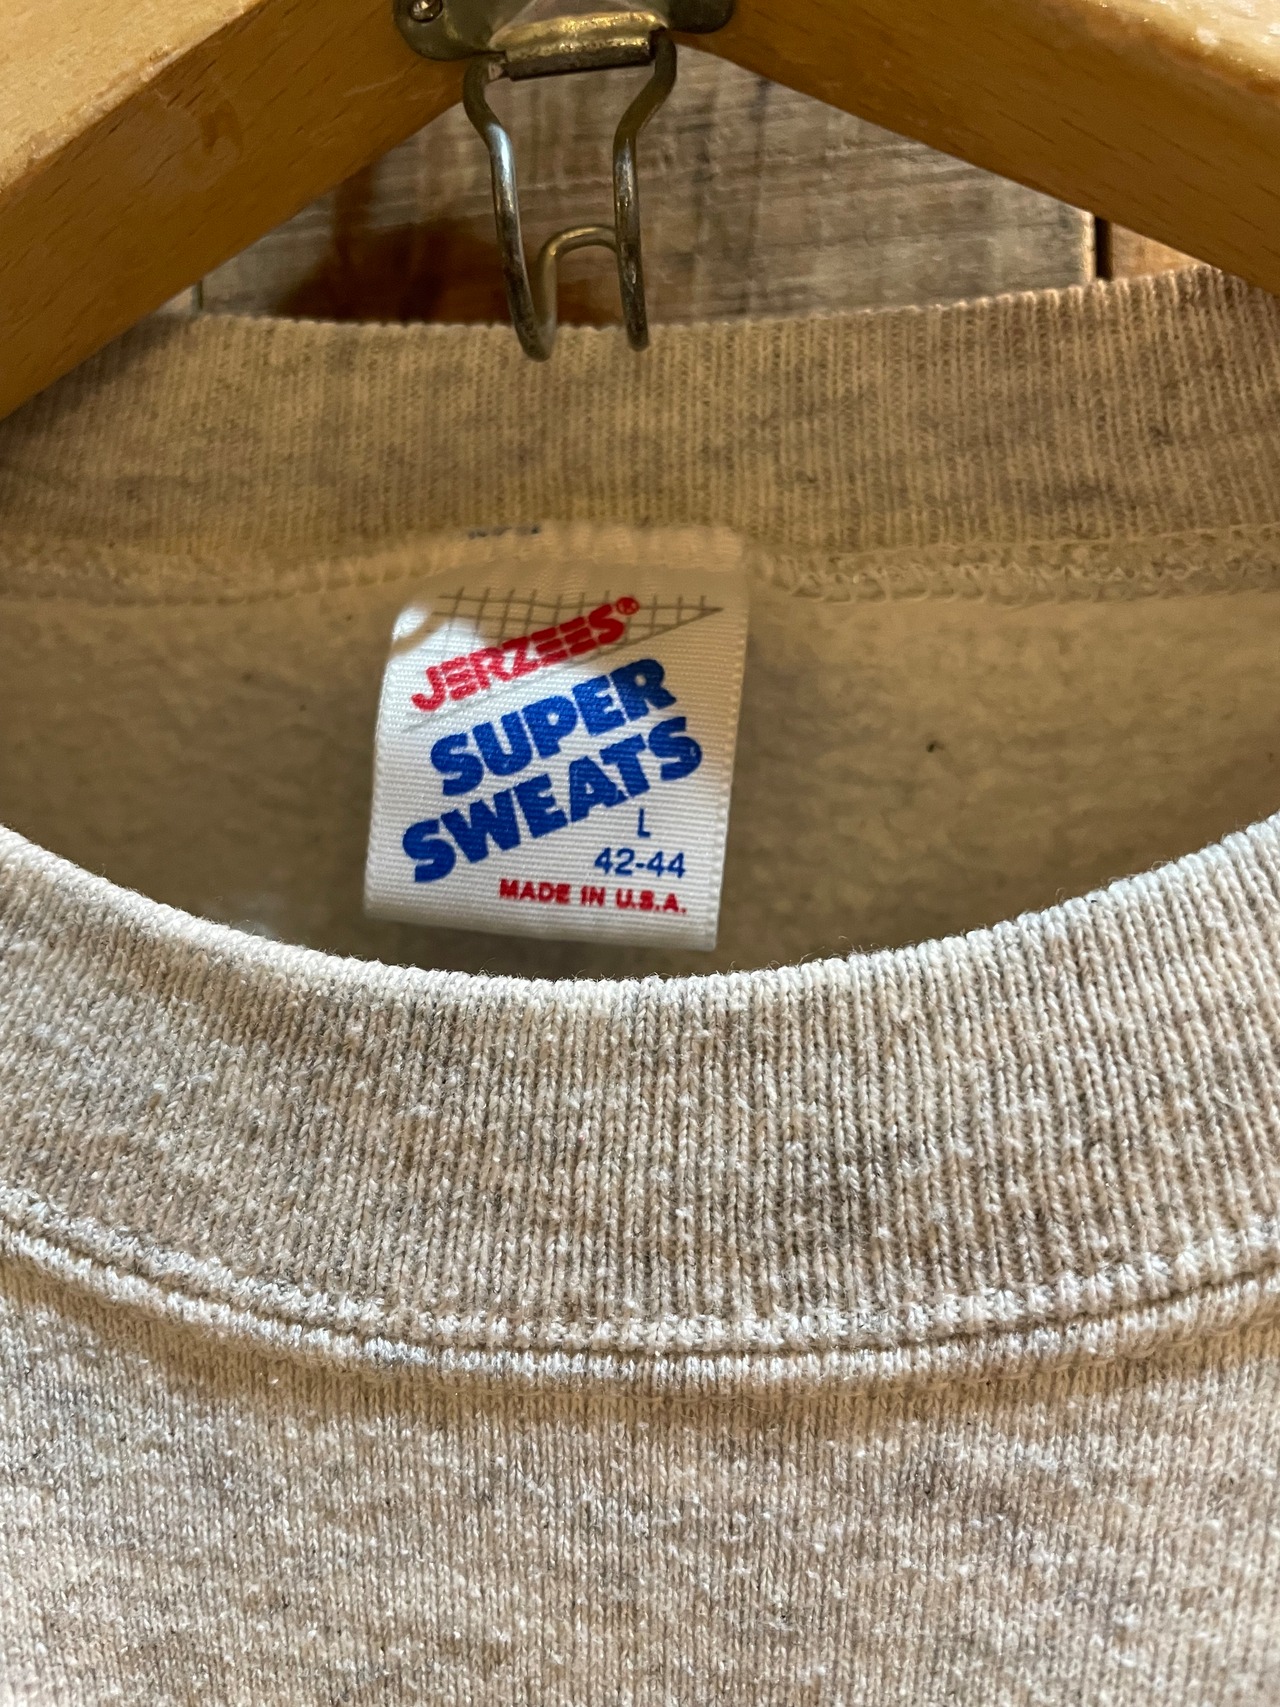 JERZEES®
SUPER
SWEATS
L
42-44
MADE IN U.S.A.